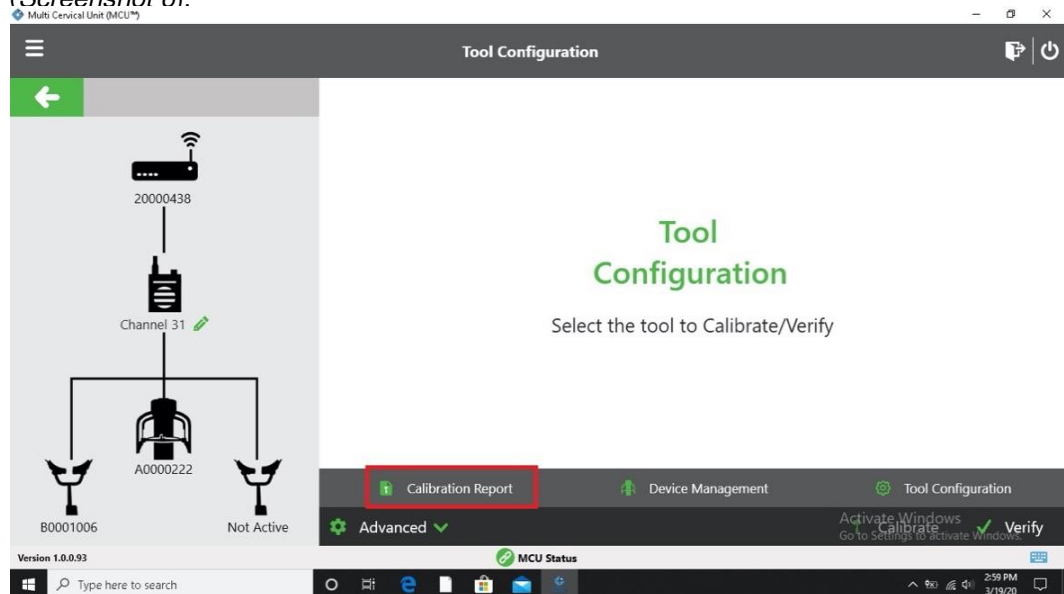 (Screenshot of:
Multi Cervical Unit (MCU™)
Tool Configuration
20000438
Channel 31
A0000222
B0001006
Not Active
Tool
Configuration
Select the tool to Calibrate/Verify
Calibration Report
Device Management
Tool Configuration
Advanced
Calibrate
Verify
Activate Windows
Go to Settings to activate Windows.
Version 1.0.0.93
MCU Status
Type here to search
2:59 PM
3/19/20